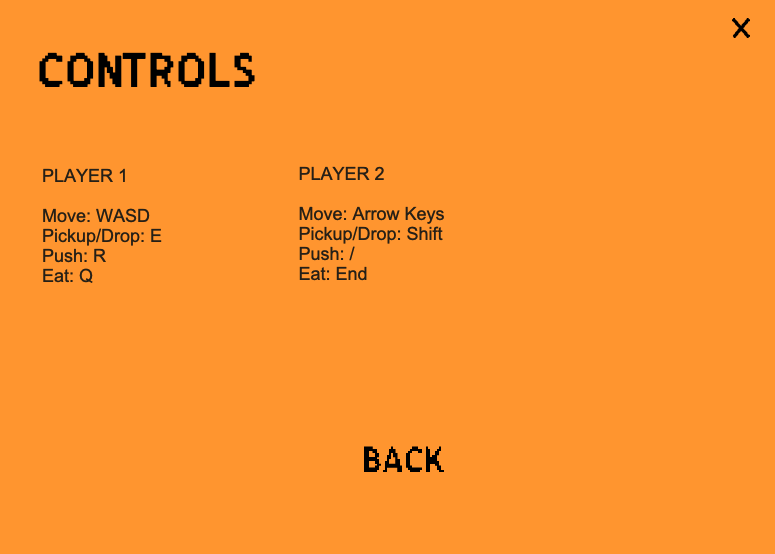 X
CONTROLS
PLAYER 1
Move: WASD
Pickup/Drop: E
Push: R
Eat: Q
PLAYER 2
Move: Arrow Keys
Pickup/Drop: Shift
Push: /
Eat: End
BACK